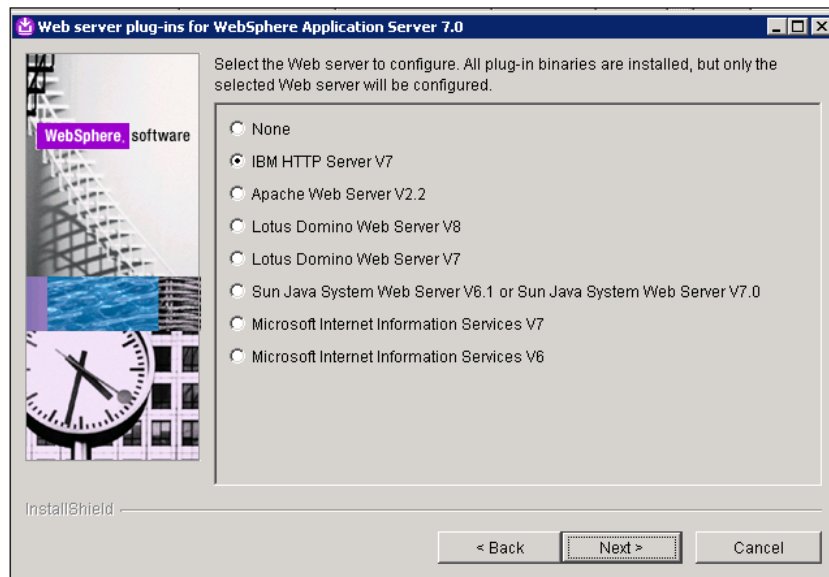 Web server plug-ins for WebSphere Application Server 7.0
Select the Web server to configure. All plug-in binaries are installed, but only the
selected Web server will be configured.
WebSphere. software
None
IBM HTTP Server V7
Apache Web Server V2.2
Lotus Domino Web Server V8
Lotus Domino Web Server V7
Sun Java System Web Server V6.1 or Sun Java System Web Server V7.0
Microsoft Internet Information Services V7
Microsoft Internet Information Services V6
InstallShield
< Back
Next >
Cancel